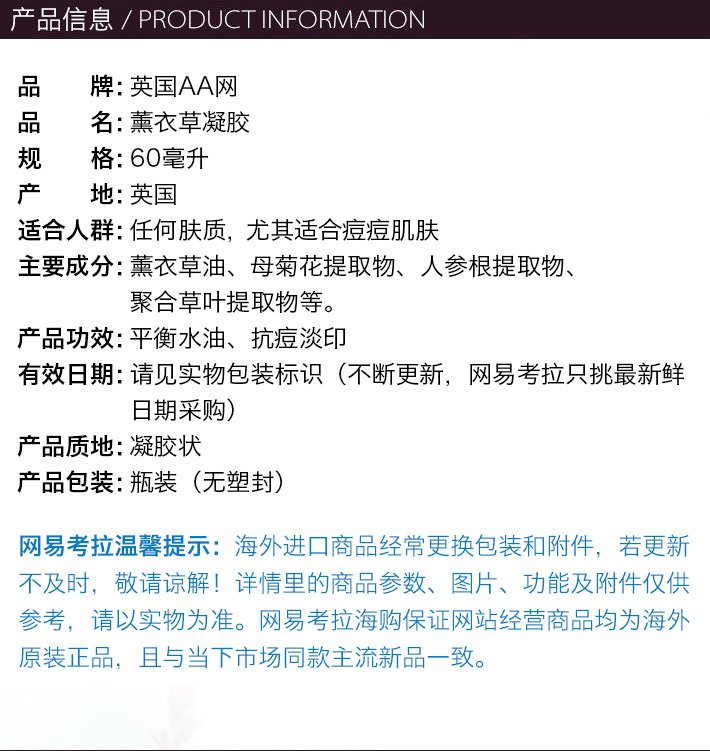 产品信息 / PRODUCT INFORMATION
品 牌：英国AA网
品 名：薰衣草凝胶
规 格：60毫升
产 地：英国
适合人群：任何肤质，尤其适合痘痘肌肤
主要成分：薰衣草油、母菊花提取物、人参根提取物、
聚合草叶提取物等。
产品功效：平衡水油、抗痘淡印
有效日期：请见实物包装标识（不断更新，网易考拉只挑最新鲜
日期采购）
产品质地：凝胶状
产品包装：瓶装（无塑封）
网易考拉温馨提示：海外进口商品经常更换包装和附件，若更新
不及时，敬请谅解！详情里的商品参数、图片、功能及附件仅供
参考，请以实物为准。网易考拉海购保证网站经营商品均为海外
原装正品，且与当下市场同款主流新品一致。